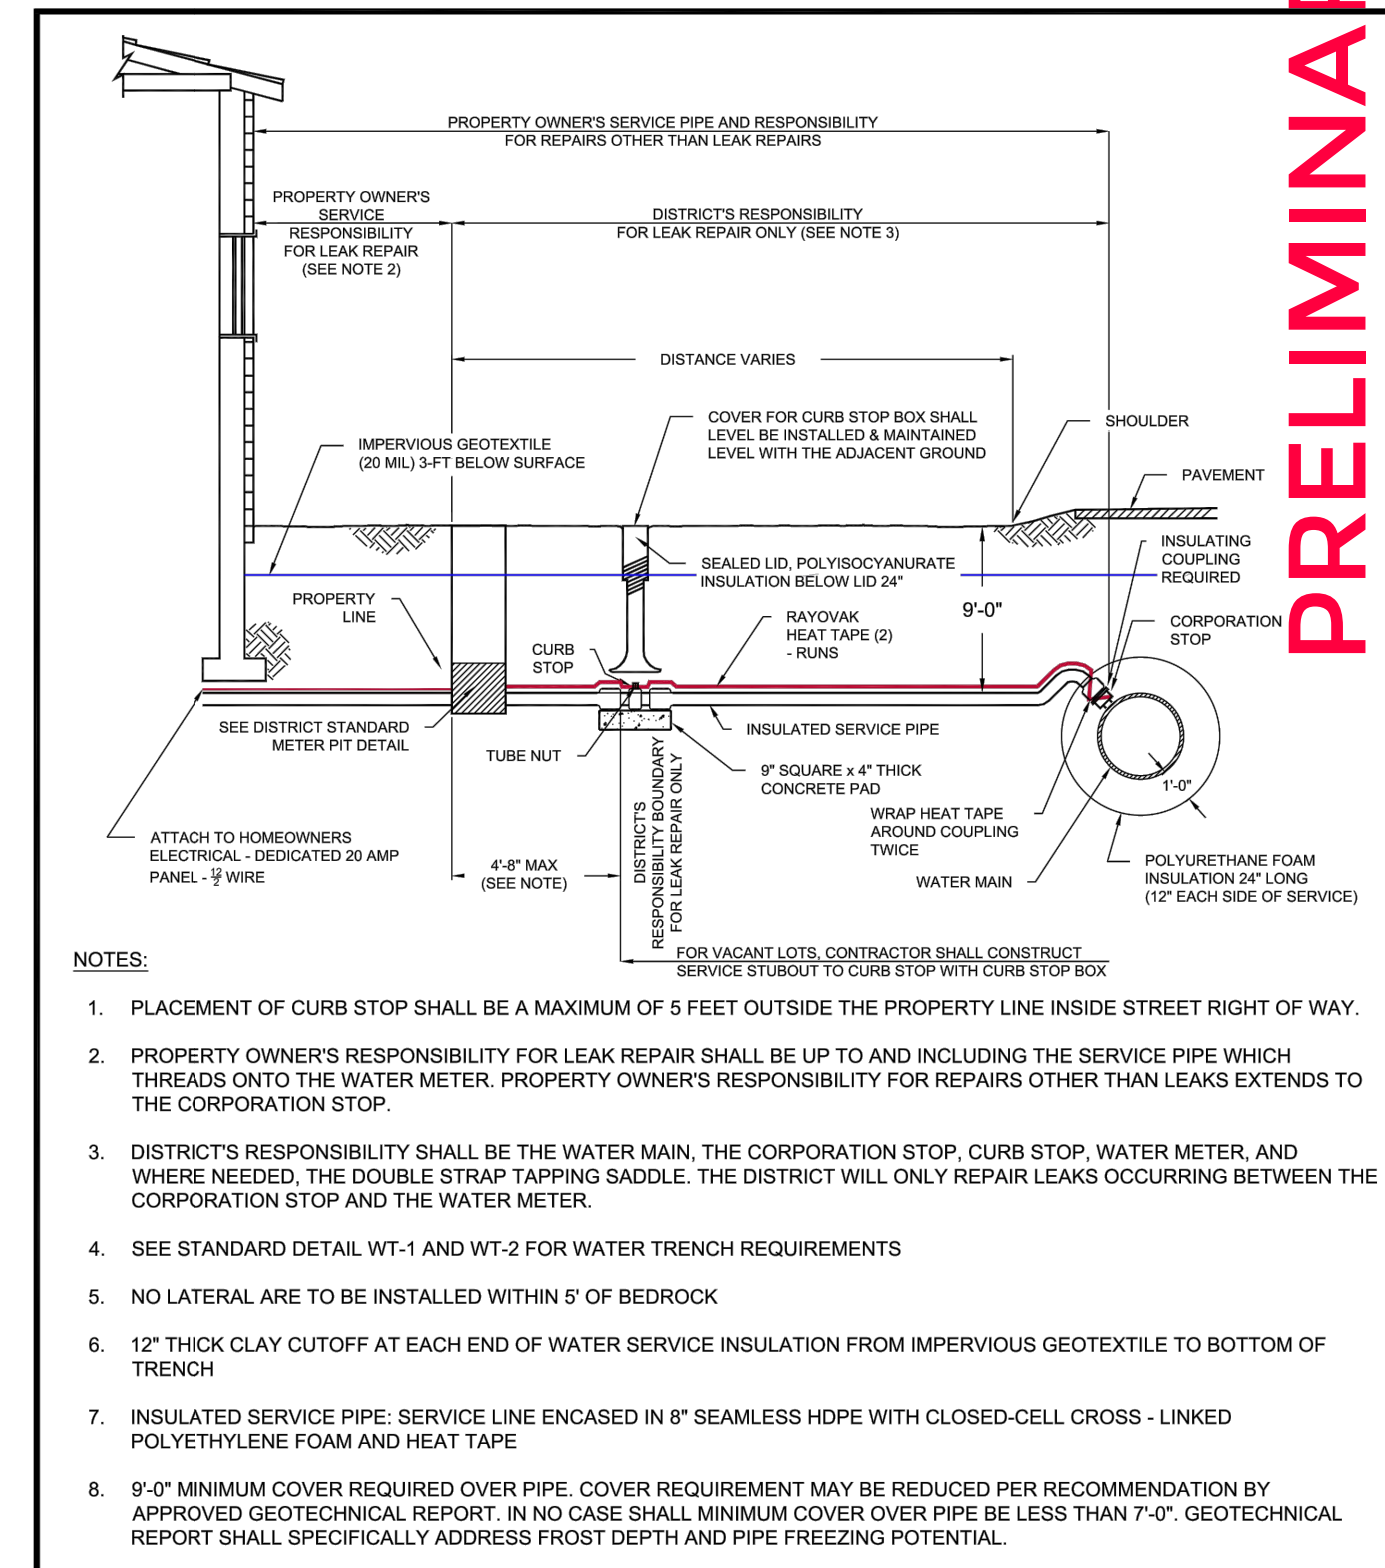 PROPERTY OWNER'S SERVICE PIPE AND RESPONSIBILITY
FOR REPAIRS OTHER THAN LEAK REPAIRS
PROPERTY OWNER'S
SERVICE
RESPONSIBILITY
FOR LEAK REPAIR
(SEE NOTE 2)
DISTRICT'S RESPONSIBILITY
FOR LEAK REPAIR ONLY (SEE NOTE 3)
DISTANCE VARIES
IMPERVIOUS GEOTEXTILE
(20 MIL) 3-FT BELOW SURFACE
COVER FOR CURB STOP BOX SHALL
LEVEL BE INSTALLED & MAINTAINED
LEVEL WITH THE ADJACENT GROUND
SHOULDER
PAVEMENT
SEALED LID, POLYISOCYANURATE
INSULATION BELOW LID 24"
INSULATING
COUPLING
REQUIRED
PROPERTY
LINE
CURB
STOP
RAYOVAK
HEAT TAPE (2)
- RUNS
9'-0"
CORPORATION
STOP
SEE DISTRICT STANDARD
METER PIT DETAIL
TUBE NUT
INSULATED SERVICE PIPE
9" SQUARE x 4" THICK
CONCRETE PAD
1'-0"
WRAP HEAT TAPE
AROUND COUPLING
TWICE
WATER MAIN
ATTACH TO HOMEOWNERS
ELECTRICAL - DEDICATED 20 AMP
PANEL - 12/2 WIRE
4'-8" MAX
(SEE NOTE)
DISTRICT'S
RESPONSIBILITY BOUNDARY
FOR LEAK REPAIR ONLY
POLYURETHANE FOAM
INSULATION 24" LONG
(12" EACH SIDE OF SERVICE)
FOR VACANT LOTS, CONTRACTOR SHALL CONSTRUCT
SERVICE STUBOUT TO CURB STOP WITH CURB STOP BOX
PRELIMINAR
NOTES:
1. PLACEMENT OF CURB STOP SHALL BE A MAXIMUM OF 5 FEET OUTSIDE THE PROPERTY LINE INSIDE STREET RIGHT OF WAY.
2. PROPERTY OWNER'S RESPONSIBILITY FOR LEAK REPAIR SHALL BE UP TO AND INCLUDING THE SERVICE PIPE WHICH
THREADS ONTO THE WATER METER. PROPERTY OWNER'S RESPONSIBILITY FOR REPAIRS OTHER THAN LEAKS EXTENDS TO
THE CORPORATION STOP.
3. DISTRICT'S RESPONSIBILITY SHALL BE THE WATER MAIN, THE CORPORATION STOP, CURB STOP, WATER METER, AND
WHERE NEEDED, THE DOUBLE STRAP TAPPING SADDLE. THE DISTRICT WILL ONLY REPAIR LEAKS OCCURRING BETWEEN THE
CORPORATION STOP AND THE WATER METER.
4. SEE STANDARD DETAIL WT-1 AND WT-2 FOR WATER TRENCH REQUIREMENTS
5. NO LATERAL ARE TO BE INSTALLED WITHIN 5' OF BEDROCK
6. 12" THICK CLAY CUTOFF AT EACH END OF WATER SERVICE INSULATION FROM IMPERVIOUS GEOTEXTILE TO BOTTOM OF
TRENCH
7. INSULATED SERVICE PIPE: SERVICE LINE ENCASED IN 8" SEAMLESS HDPE WITH CLOSED-CELL CROSS - LINKED
POLYETHYLENE FOAM AND HEAT TAPE
8. 9'-0" MINIMUM COVER REQUIRED OVER PIPE. COVER REQUIREMENT MAY BE REDUCED PER RECOMMENDATION BY
APPROVED GEOTECHNICAL REPORT. IN NO CASE SHALL MINIMUM COVER OVER PIPE BE LESS THAN 7'-0". GEOTECHNICAL
REPORT SHALL SPECIFICALLY ADDRESS FROST DEPTH AND PIPE FREEZING POTENTIAL.